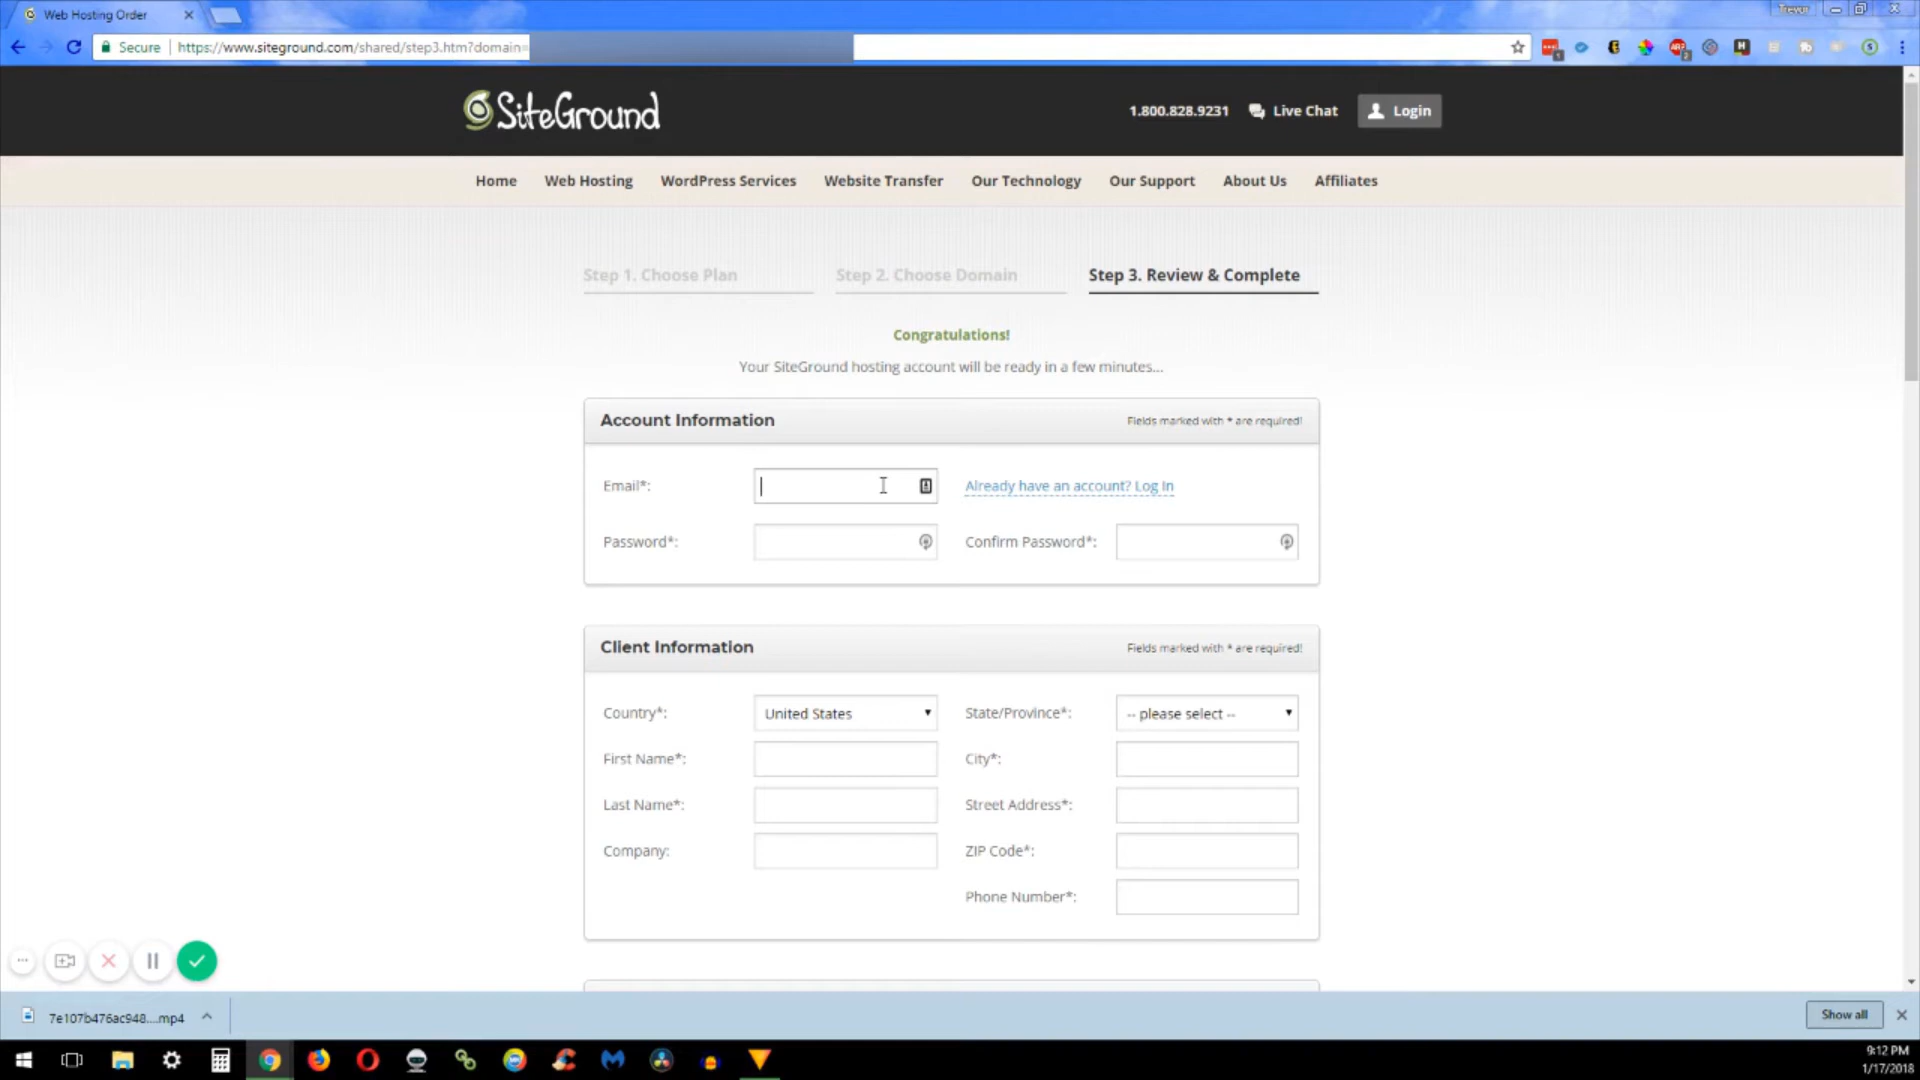 Web Hosting Order
Trevor
Secure https://www.siteground.com/shared/step3.htm?domain=
SiteGround
1.800.828.9231 Live Chat Login
Home Web Hosting WordPress Services Website Transfer Our Technology Our Support About Us Affiliates
Step 1. Choose Plan Step 2. Choose Domain Step 3. Review & Complete
Congratulations!
Your SiteGround hosting account will be ready in a few minutes...
Account Information Fields marked with * are required!
Email*: Already have an account? Log In
Password*: Confirm Password*:
Client Information Fields marked with * are required!
Country*: United States State/Province*: -- please select --
First Name*: City*:
Last Name*: Street Address*:
Company: ZIP Code*:
Phone Number*:
7e107b476ac948....mp4 Show all
9:12 PM
1/17/2018